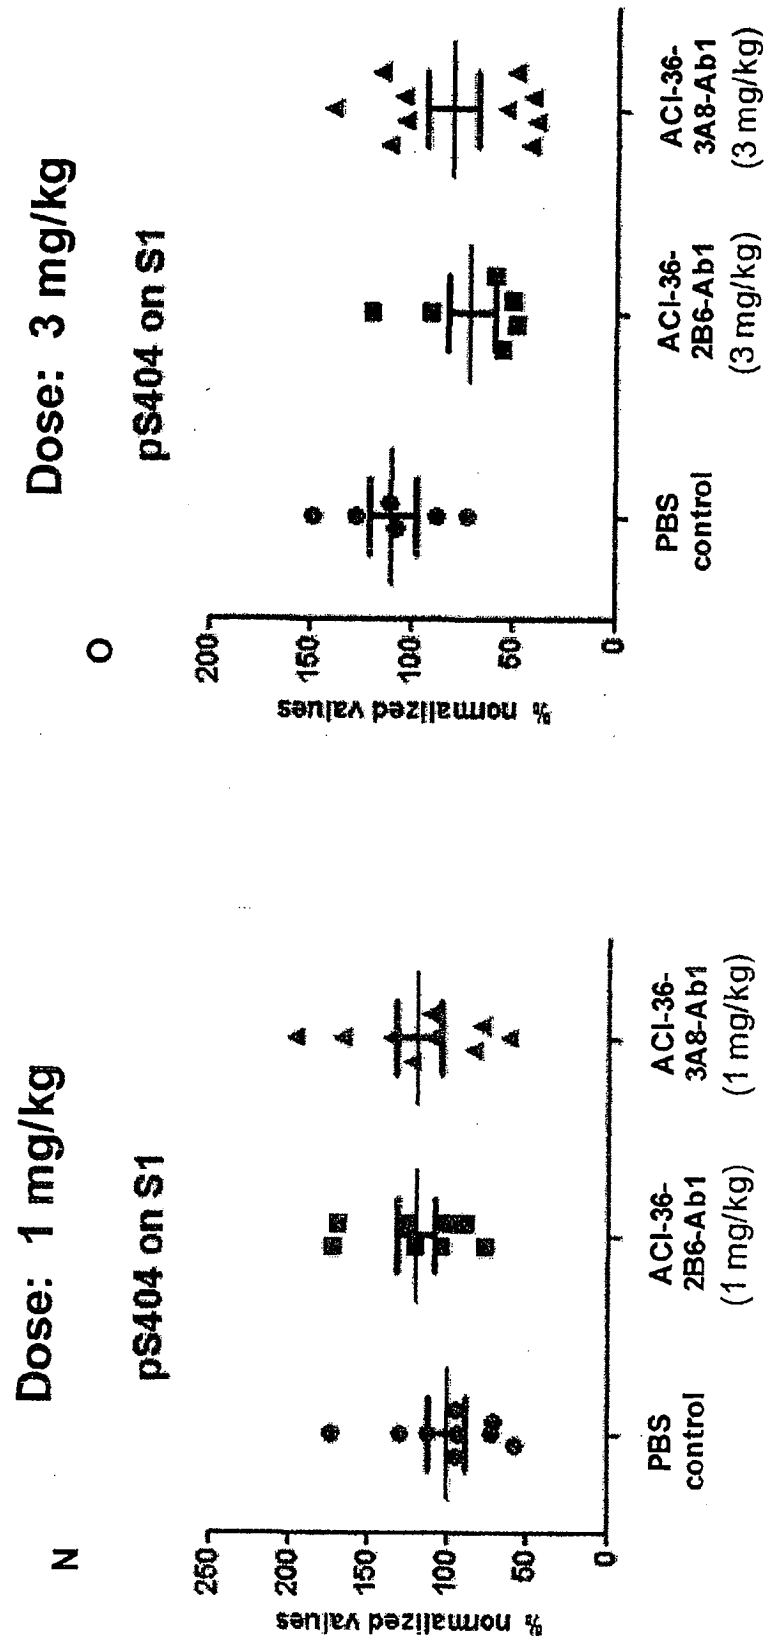 N
Dose: 1 mg/kg
pS404 on S1
% normalized values
250
200
150
100
50
0
PBS
control
ACI-36-
2B6-Ab1
(1 mg/kg)
ACI-36-
3A8-Ab1
(1 mg/kg)
O
Dose: 3 mg/kg
pS404 on S1
% normalized values
200
150
100
50
0
PBS
control
ACI-36-
2B6-Ab1
(3 mg/kg)
ACI-36-
3A8-Ab1
(3 mg/kg)